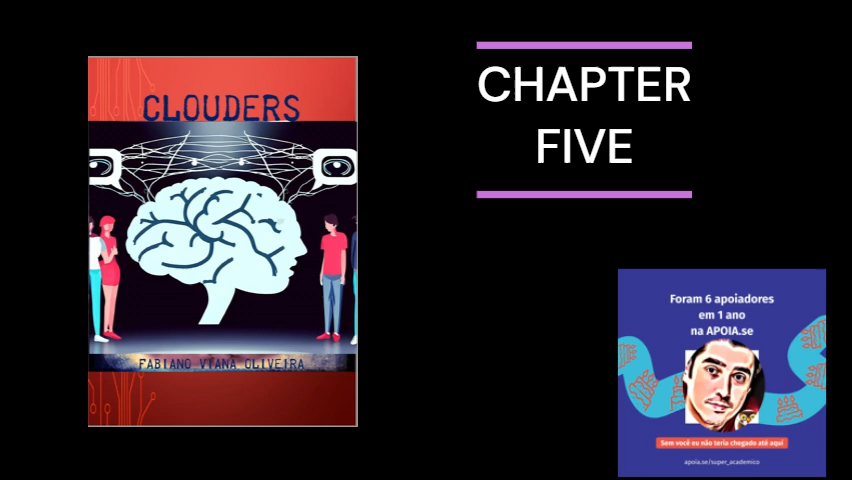 CLOUDERS
FABIANO VIANA OLIVEIRA
CHAPTER
FIVE
Foram 6 apoiadores
em 1 ano
na APOIA.se
Sem você eu não teria chegado até aqui
apoia.se/super_academico